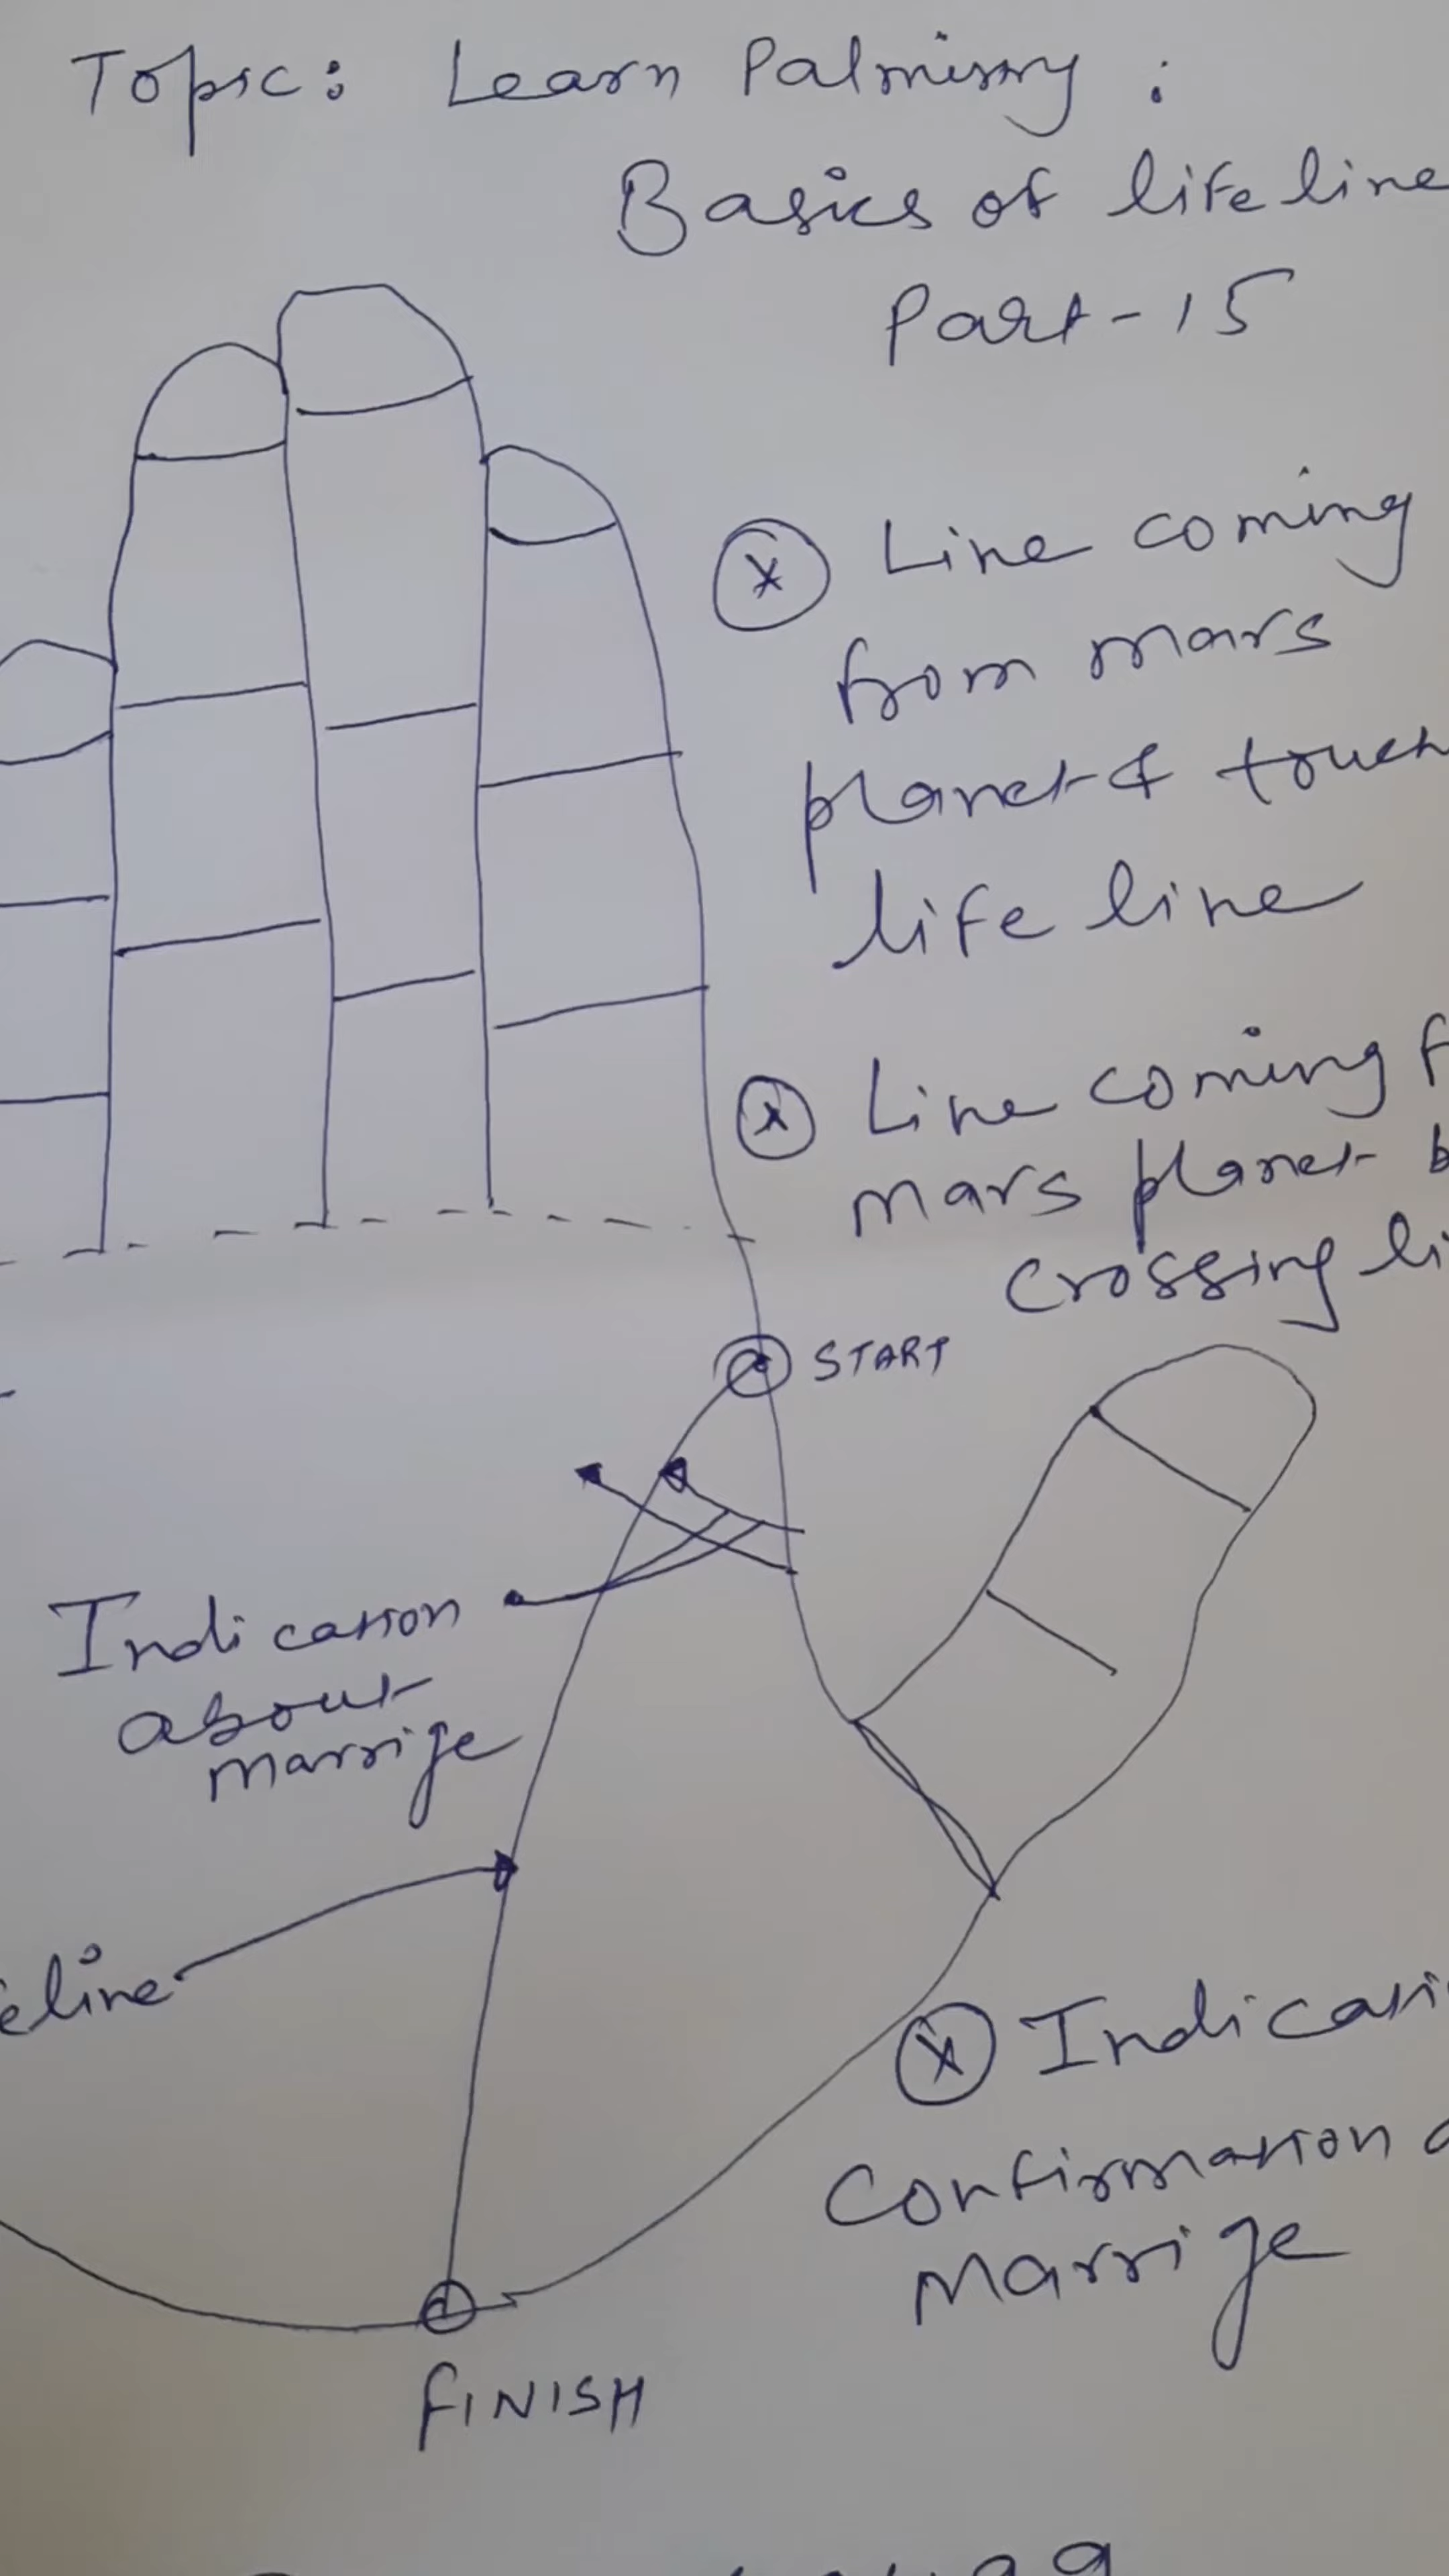 Topic: Learn Palmistry:
Basics of life line
Part-15
Line coming
from mars
planet & touch
life line
Line coming f
mars planet b
crossing li
START
Indication
about
marrige
eline
Indicati
Confirmation
marrige
FINISH